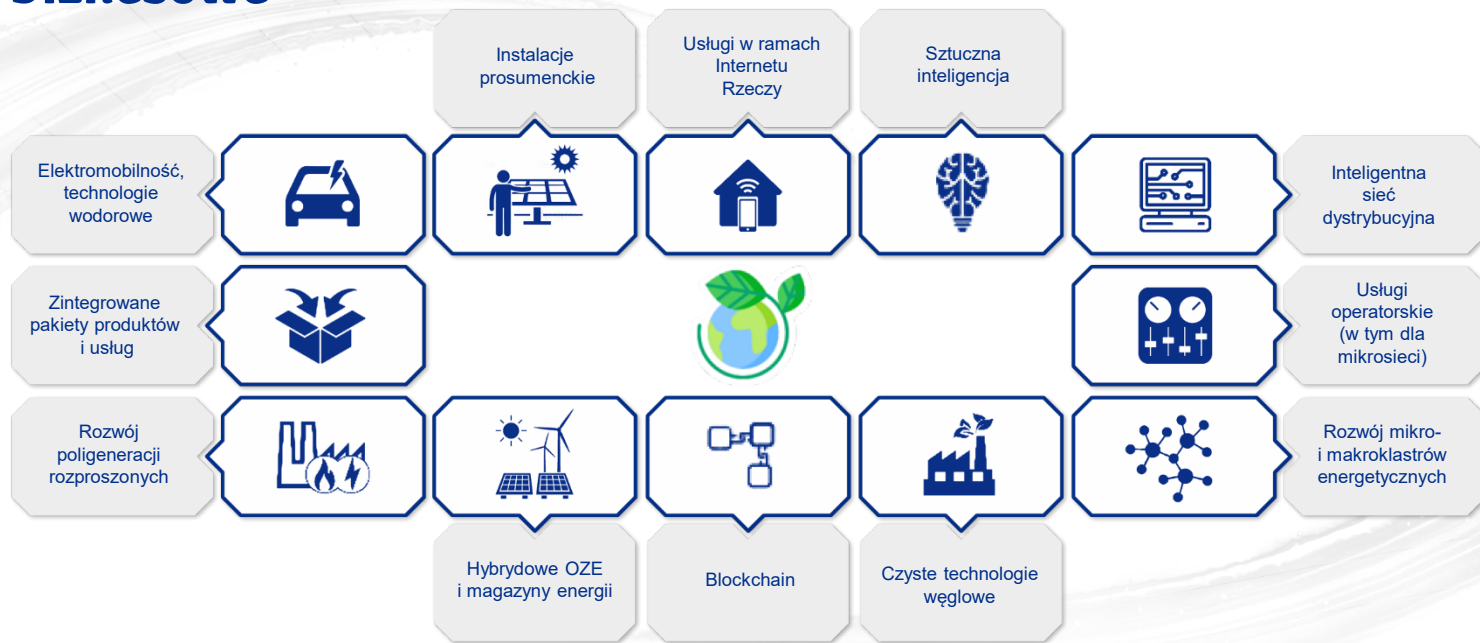 Instalacje
prosumenckie
Usługi w ramach
Internetu
Rzeczy
Sztuczna
inteligencja
Elektromobilność,
technologie
wodorowe
Inteligentna
sieć
dystrybucyjna
Zintegrowane
pakiety produktów
i usług
Usługi
operatorskie
(w tym dla
mikrosieci)
Rozwój
poligeneracji
rozproszonych
Rozwój mikro-
i makroklastrów
energetycznych
Hybrydowe OZE
i magazyny energii
Blockchain
Czyste technologie
węglowe